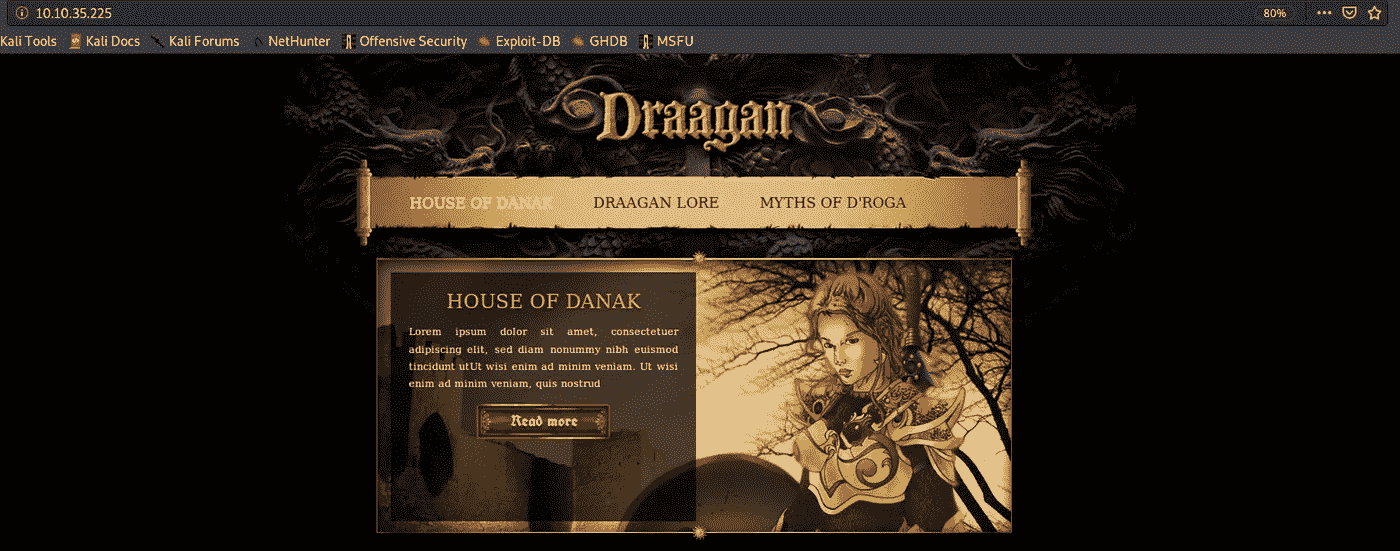 10.10.35.225
80%
Kali Tools Kali Docs Kali Forums NetHunter Offensive Security Exploit-DB GHDB MSFU
Draagan
HOUSE OF DANAK DRAAGAN LORE MYTHS OF D'ROGA
HOUSE OF DANAK
Lorem ipsum dolor sit amet, consectetuer
adipiscing elit, sed diam nonummy nibh euismod
tincidunt utUt wisi enim ad minim veniam. Ut wisi
enim ad minim veniam, quis nostrud
Read more